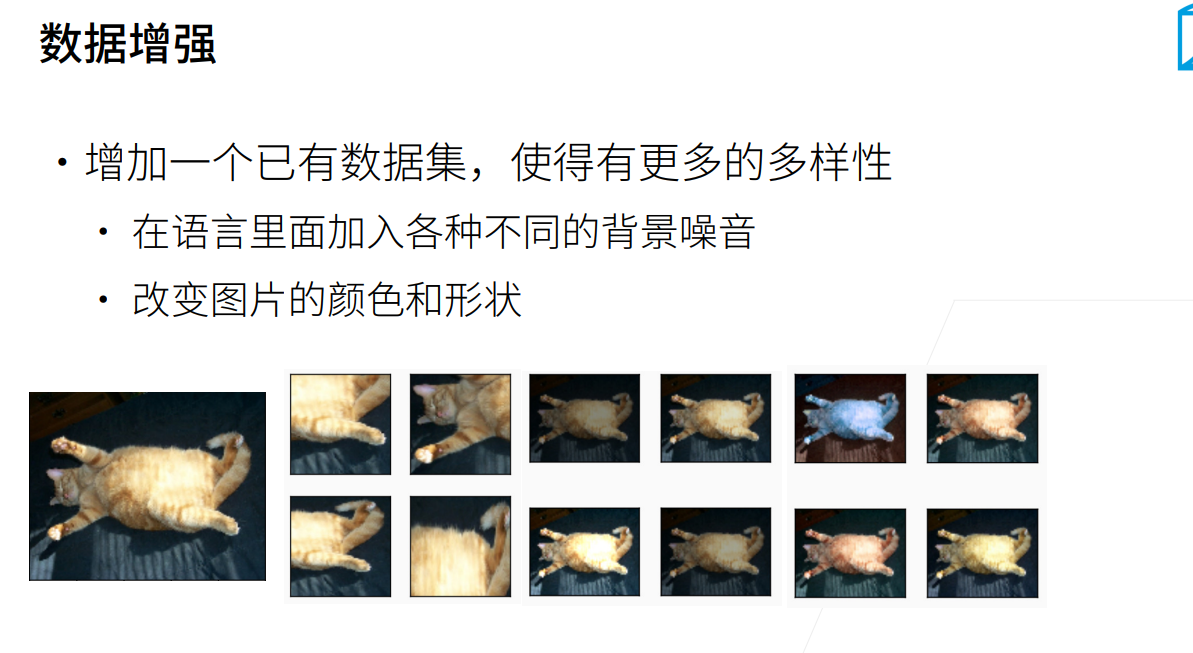 数据增强
• 增加一个已有数据集，使得有更多的多样性
• 在语言里面加入各种不同的背景噪音
• 改变图片的颜色和形状